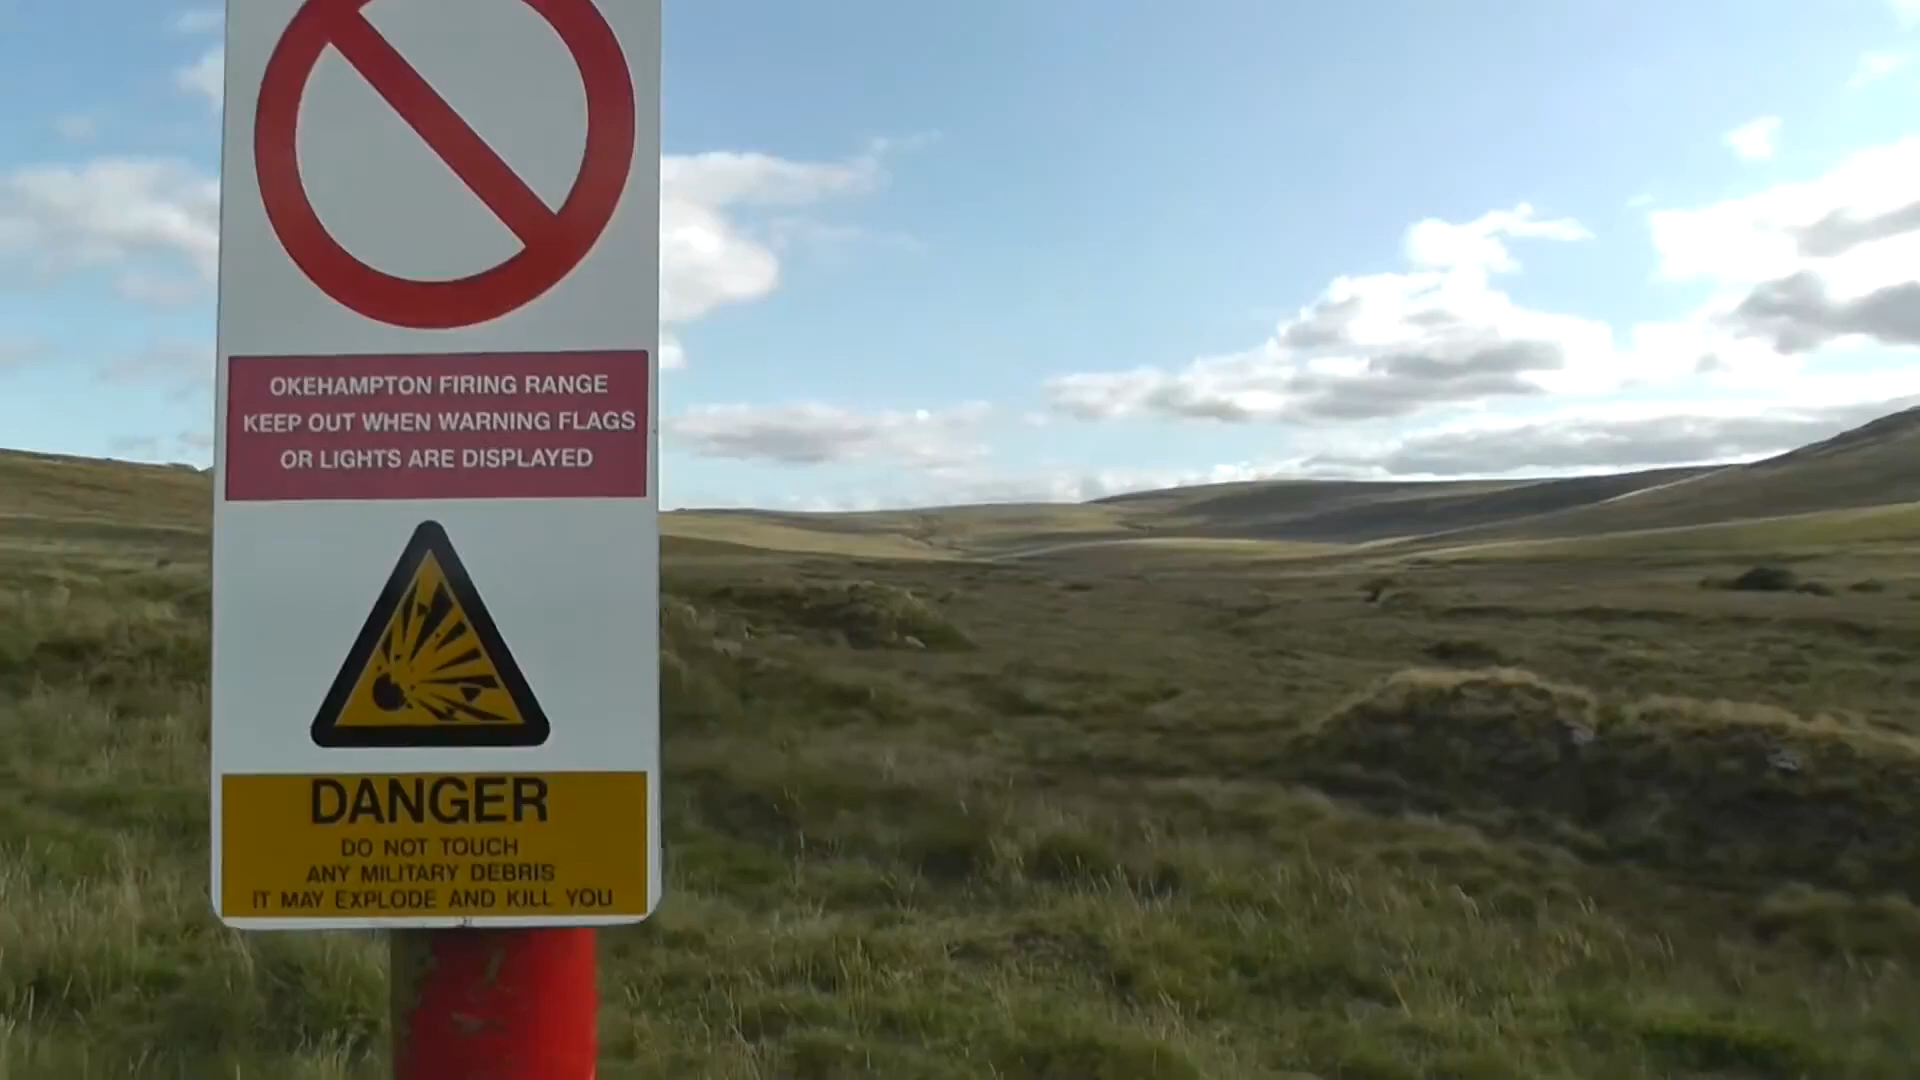 OKEHAMPTON FIRING RANGE
KEEP OUT WHEN WARNING FLAGS
OR LIGHTS ARE DISPLAYED
DANGER
DO NOT TOUCH
ANY MILITARY DEBRIS
IT MAY EXPLODE AND KILL YOU